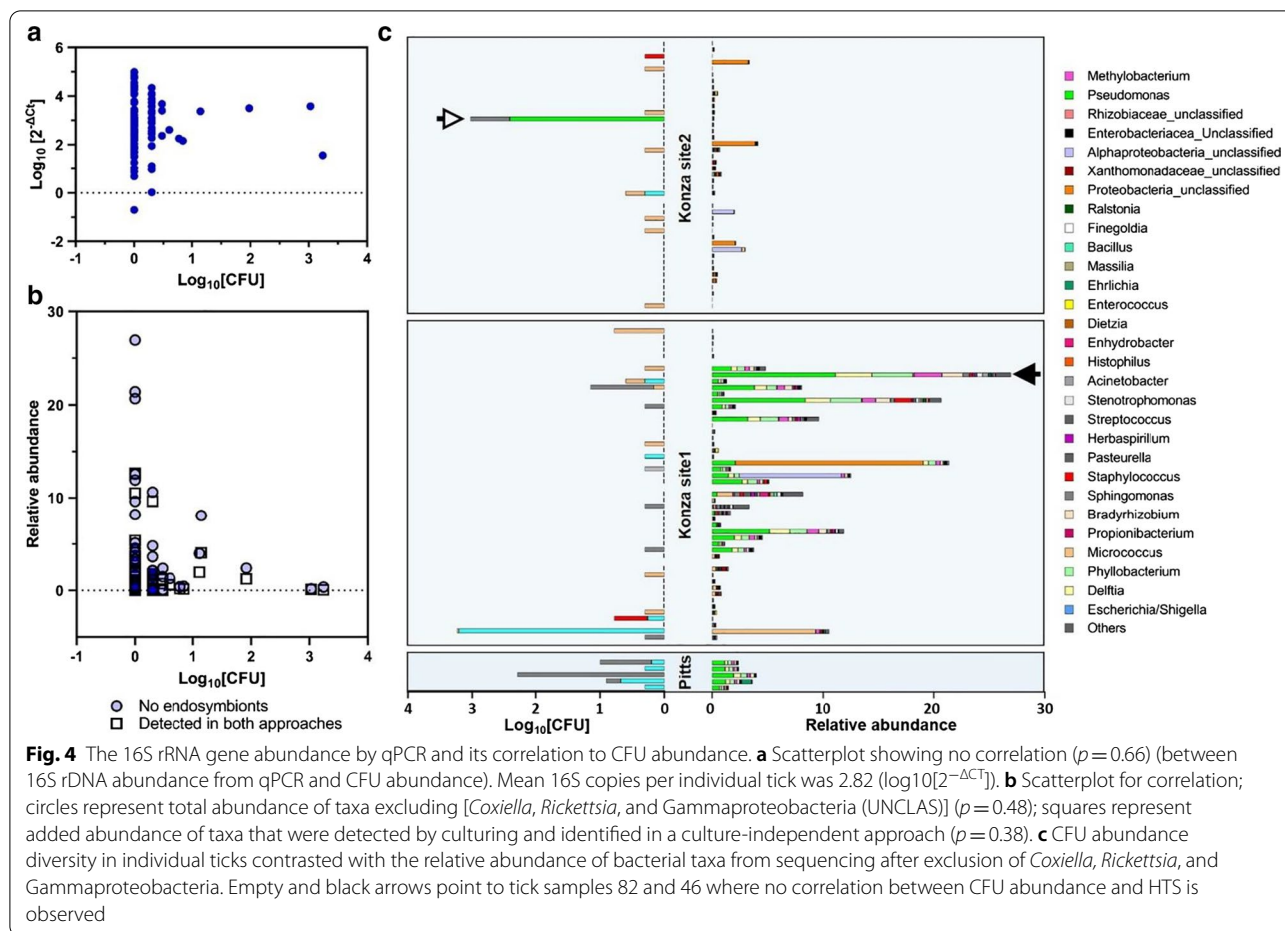 a
6
4
2
0
-2
Log10[2-ΔCt]
-1
0
1
2
3
4
Log10[CFU]
b
30
20
10
0
Relative abundance
-1
0
1
2
3
4
Log10[CFU]
No endosymbionts
Detected in both approaches
c
Konza site2
Konza site1
Pitts
4
3
2
1
0
Log10[CFU]
0
10
20
30
Relative abundance
Methylobacterium
Pseudomonas
Rhizobiaceae_unclassified
Enterobacteriacea_Unclassified
Alphaproteobacteria_unclassified
Xanthomonadaceae_unclassified
Proteobacteria_unclassified
Ralstonia
Finegoldia
Bacillus
Massilia
Ehrlichia
Enterococcus
Dietzia
Enhydrobacter
Histophilus
Acinetobacter
Stenotrophomonas
Streptococcus
Herbaspirillum
Pasteurella
Staphylococcus
Sphingomonas
Bradyrhizobium
Propionibacterium
Micrococcus
Phyllobacterium
Delftia
Escherichia/Shigella
Others
Fig. 4 The 16S rRNA gene abundance by qPCR and its correlation to CFU abundance. a Scatterplot showing no correlation (p = 0.66) (between
16S rDNA abundance from qPCR and CFU abundance). Mean 16S copies per individual tick was 2.82 (log10[2−ΔCT]). b Scatterplot for correlation;
circles represent total abundance of taxa excluding [Coxiella, Rickettsia, and Gammaproteobacteria (UNCLAS)] (p = 0.48); squares represent
added abundance of taxa that were detected by culturing and identified in a culture-independent approach (p = 0.38). c CFU abundance
diversity in individual ticks contrasted with the relative abundance of bacterial taxa from sequencing after exclusion of Coxiella, Rickettsia, and
Gammaproteobacteria. Empty and black arrows point to tick samples 82 and 46 where no correlation between CFU abundance and HTS is
observed